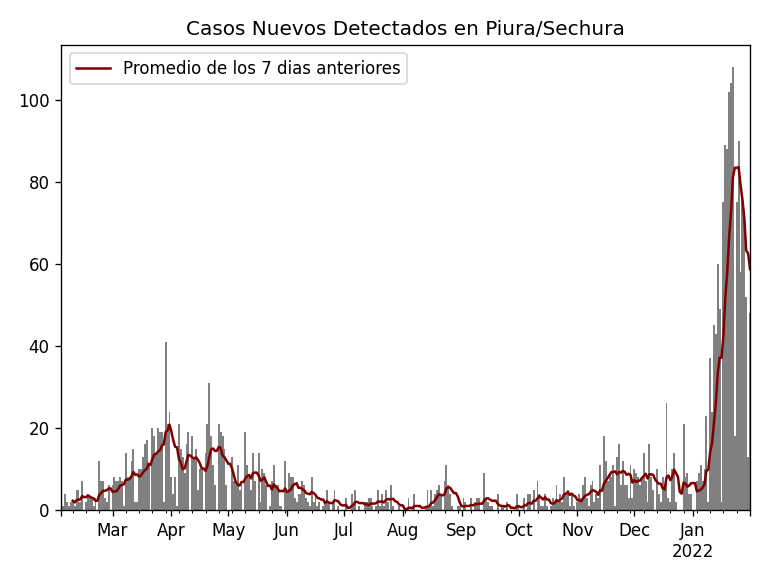 Casos Nuevos Detectados en Piura/Sechura
Promedio de los 7 dias anteriores
100
80
60
40
20
0
Mar Apr May Jun Jul Aug Sep Oct Nov Dec Jan
2022